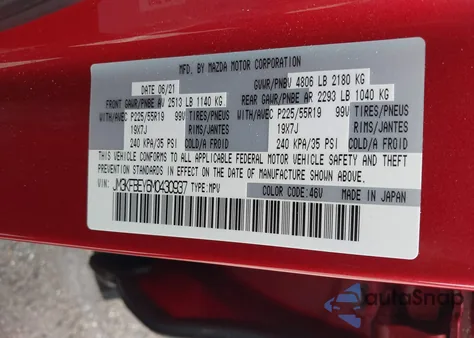 MFD. BY MAZDA MOTOR CORPORATION
DATE 06/21 GVWR/PNBV 4806 LB 2180 KG
GAWR/PNBE AV 2513 LB 1140 KG GAWR/PNBE AR 2293 LB 1040 KG
WITH/AVEC P225/55R19 99V TIRES/PNEUS WITH/AVEC P225/55R19 99V TIRES/PNEUS
19X7J RIMS/JANTES 19X7J RIMS/JANTES
240 KPA/35 PSI COLD/A FROID 240 KPA/35 PSI COLD/A FROID
THIS VEHICLE CONFORMS TO ALL APPLICABLE FEDERAL MOTOR VEHICLE SAFETY, BUMPER, AND THEFT
PREVENTION STANDARDS IN EFFECT ON THE DATE OF MANUFACTURE SHOWN ABOVE.
VIN: JM3KFBEY6M0430937 TYPE: MPV COLOR CODE: 46V MADE IN JAPAN
autoSnap